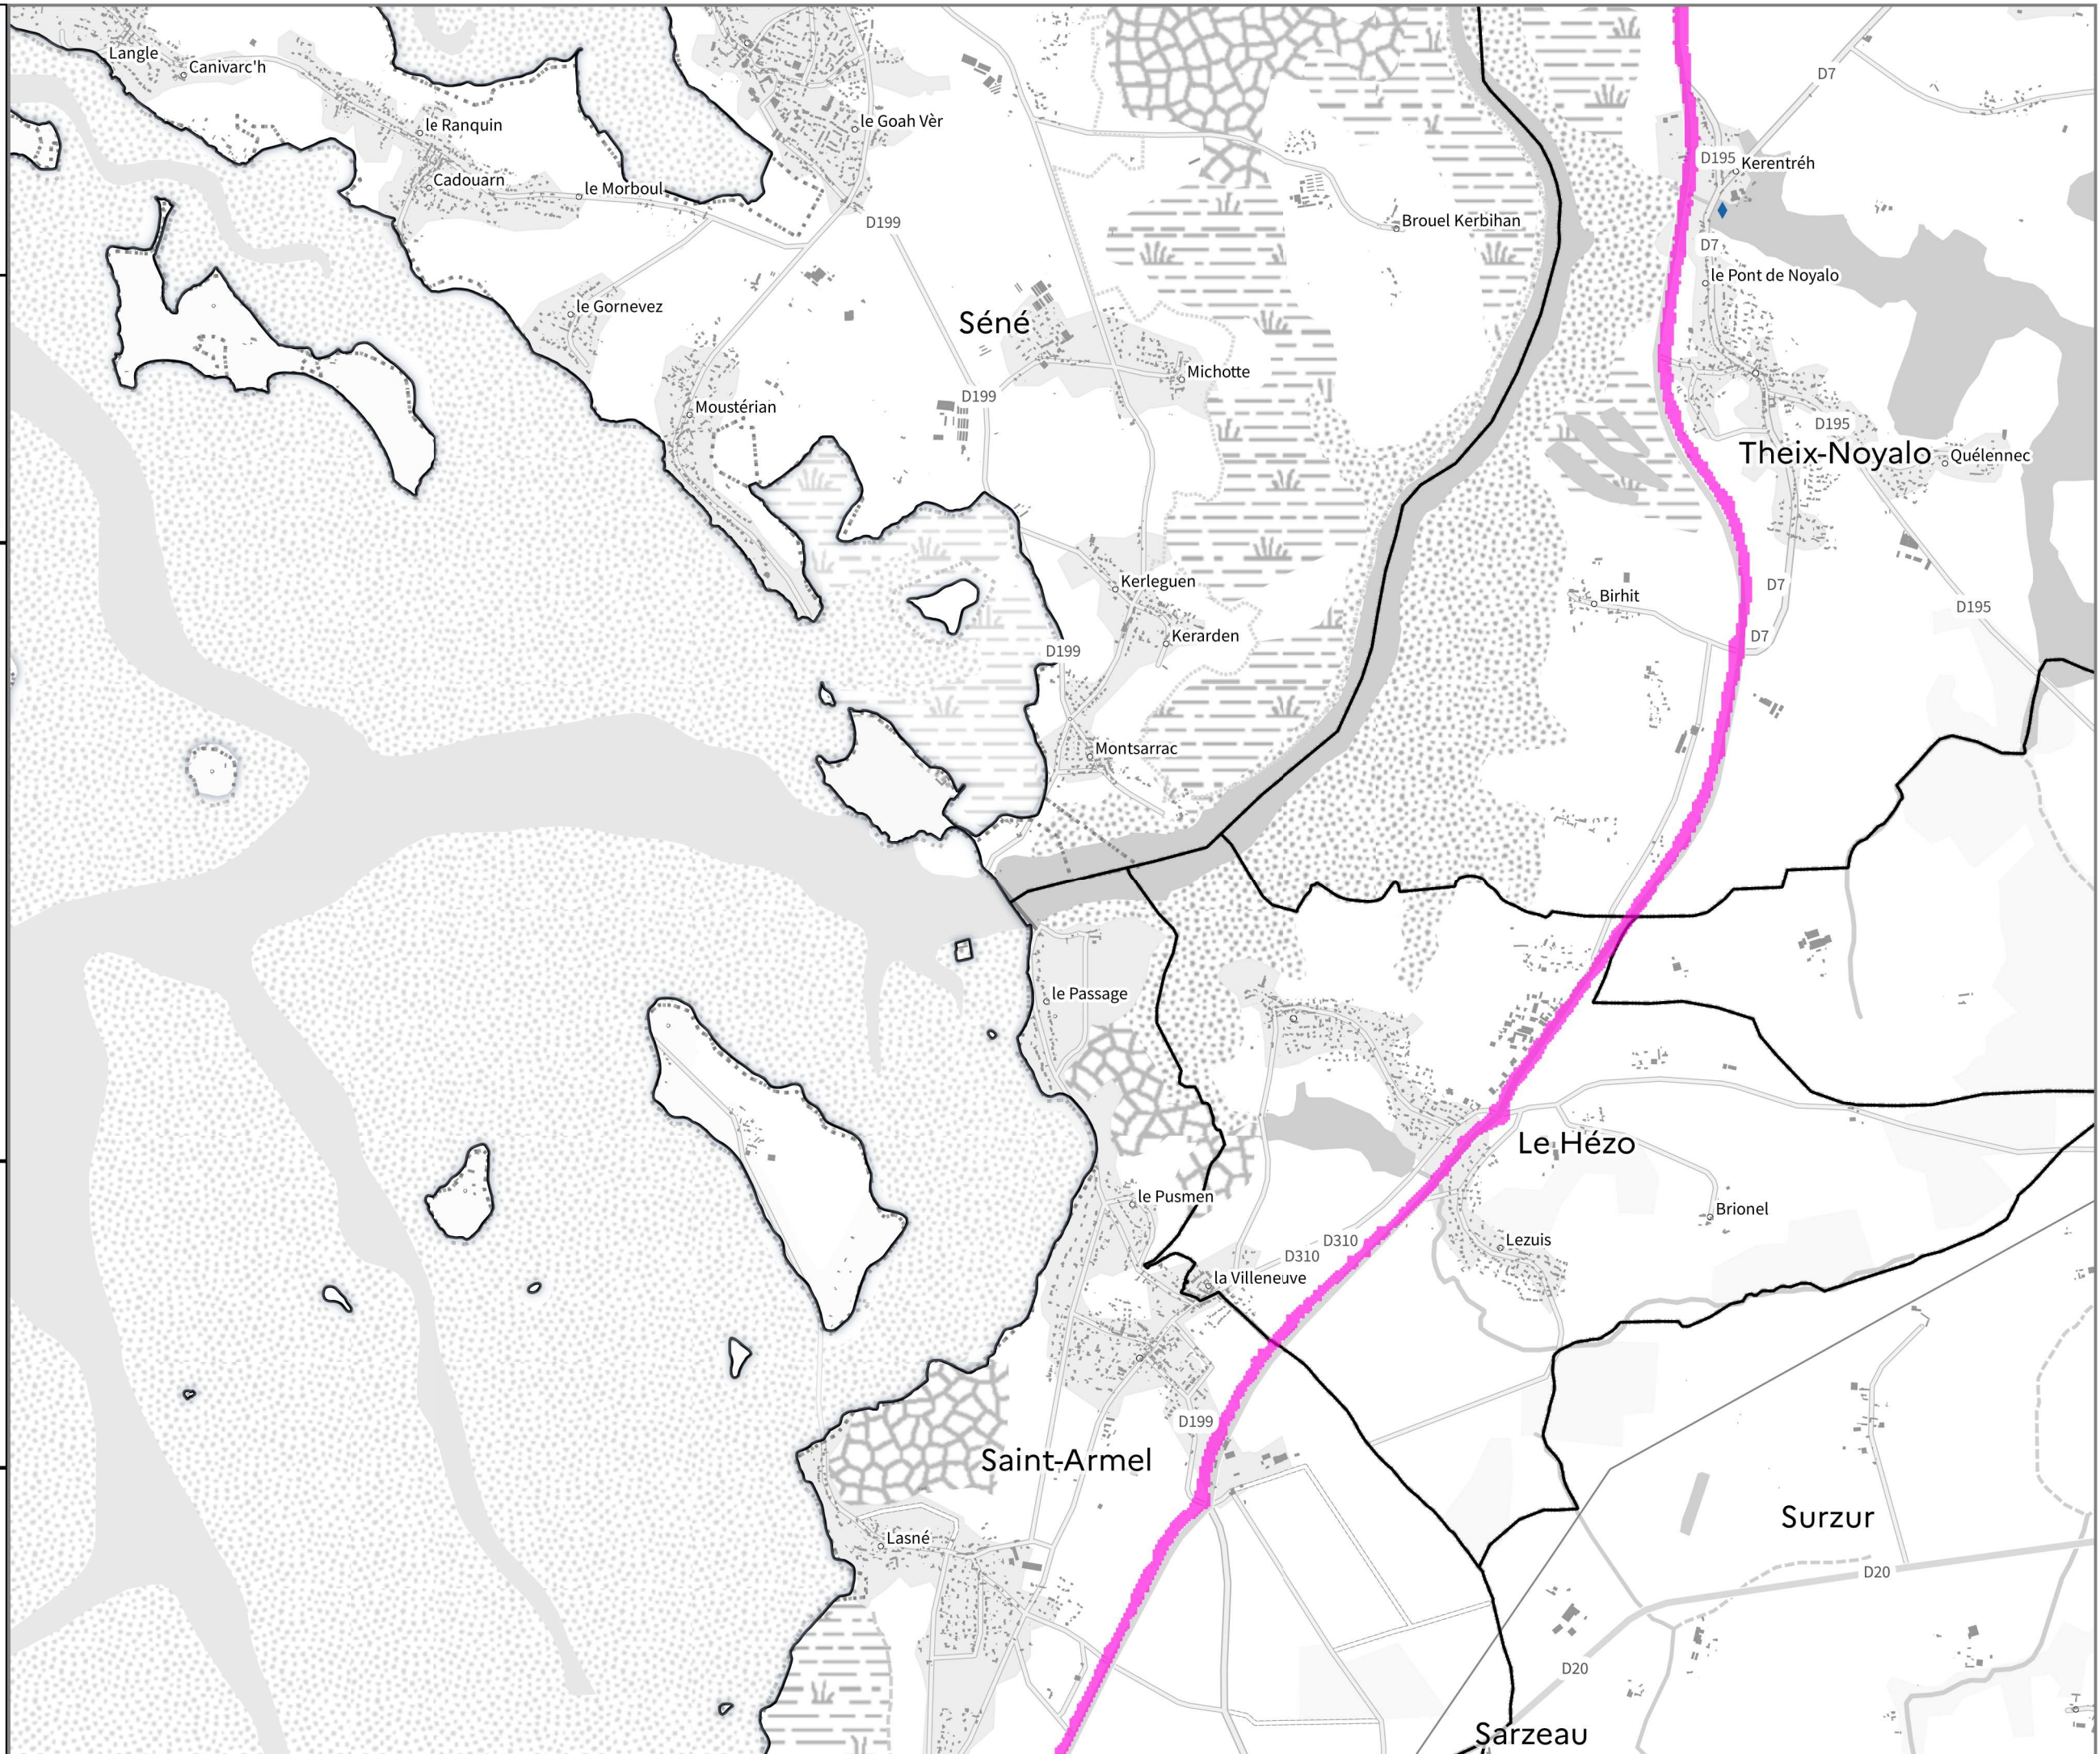 Langle
Canivarc'h
D7
le Ranquin
le Goah Vèr
D195
Kerentréh
Cadouarn
le Morboul
D199
Brouel Kerbihan
D7
le Pont de Noyalo
le Gornevez
Séné
Michotte
D199
Moustérian
D195
Theix-Noyalo
Quélennec
Kerleguen
D7
Birhit
D195
Kerarden
D7
D199
Montsarrac
le Passage
Le Hézo
le Pusmen
Brionel
D310
Lezuis
D310
la Villeneuve
D199
Saint-Armel
Surzur
Lasné
D20
D20
Sarzeau